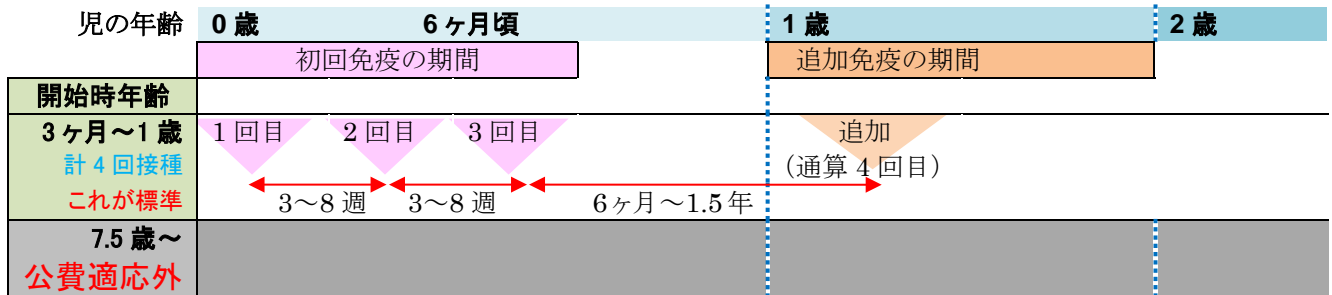 児の年齢 0歳 6ヶ月頃 1歳 2歳
初回免疫の期間 追加免疫の期間
開始時年齢
3ヶ月～1歳 1回目 2回目 3回目 追加
計4回接種 (通算4回目)
これが標準 3～8週 3～8週 6ヶ月～1.5年
7.5歳～
公費適応外